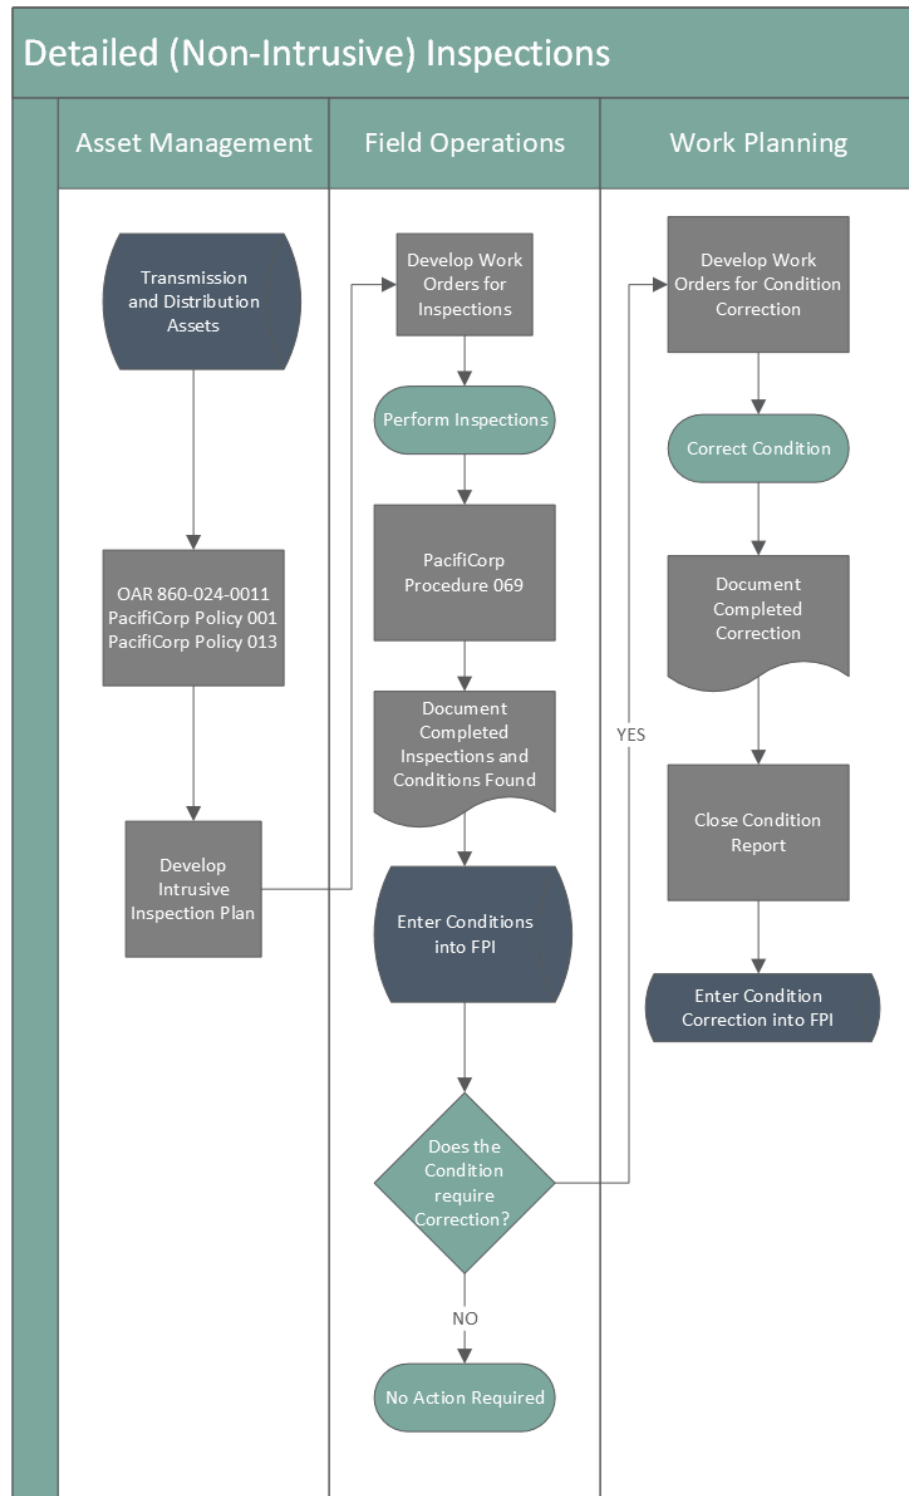 Detailed (Non-Intrusive) Inspections
Asset Management
Field Operations
Work Planning
Transmission
and Distribution
Assets
OAR 860-024-0011
PacifiCorp Policy 001
PacifiCorp Policy 013
Develop
Intrusive
Inspection Plan
Develop Work
Orders for
Inspections
Perform Inspections
PacifiCorp
Procedure 069
Document
Completed
Inspections and
Conditions Found
Enter Conditions
into FPI
Does the
Condition
require
Correction?
NO
No Action Required
YES
Develop Work
Orders for Condition
Correction
Correct Condition
Document
Completed
Correction
Close Condition
Report
Enter Condition
Correction into FPI